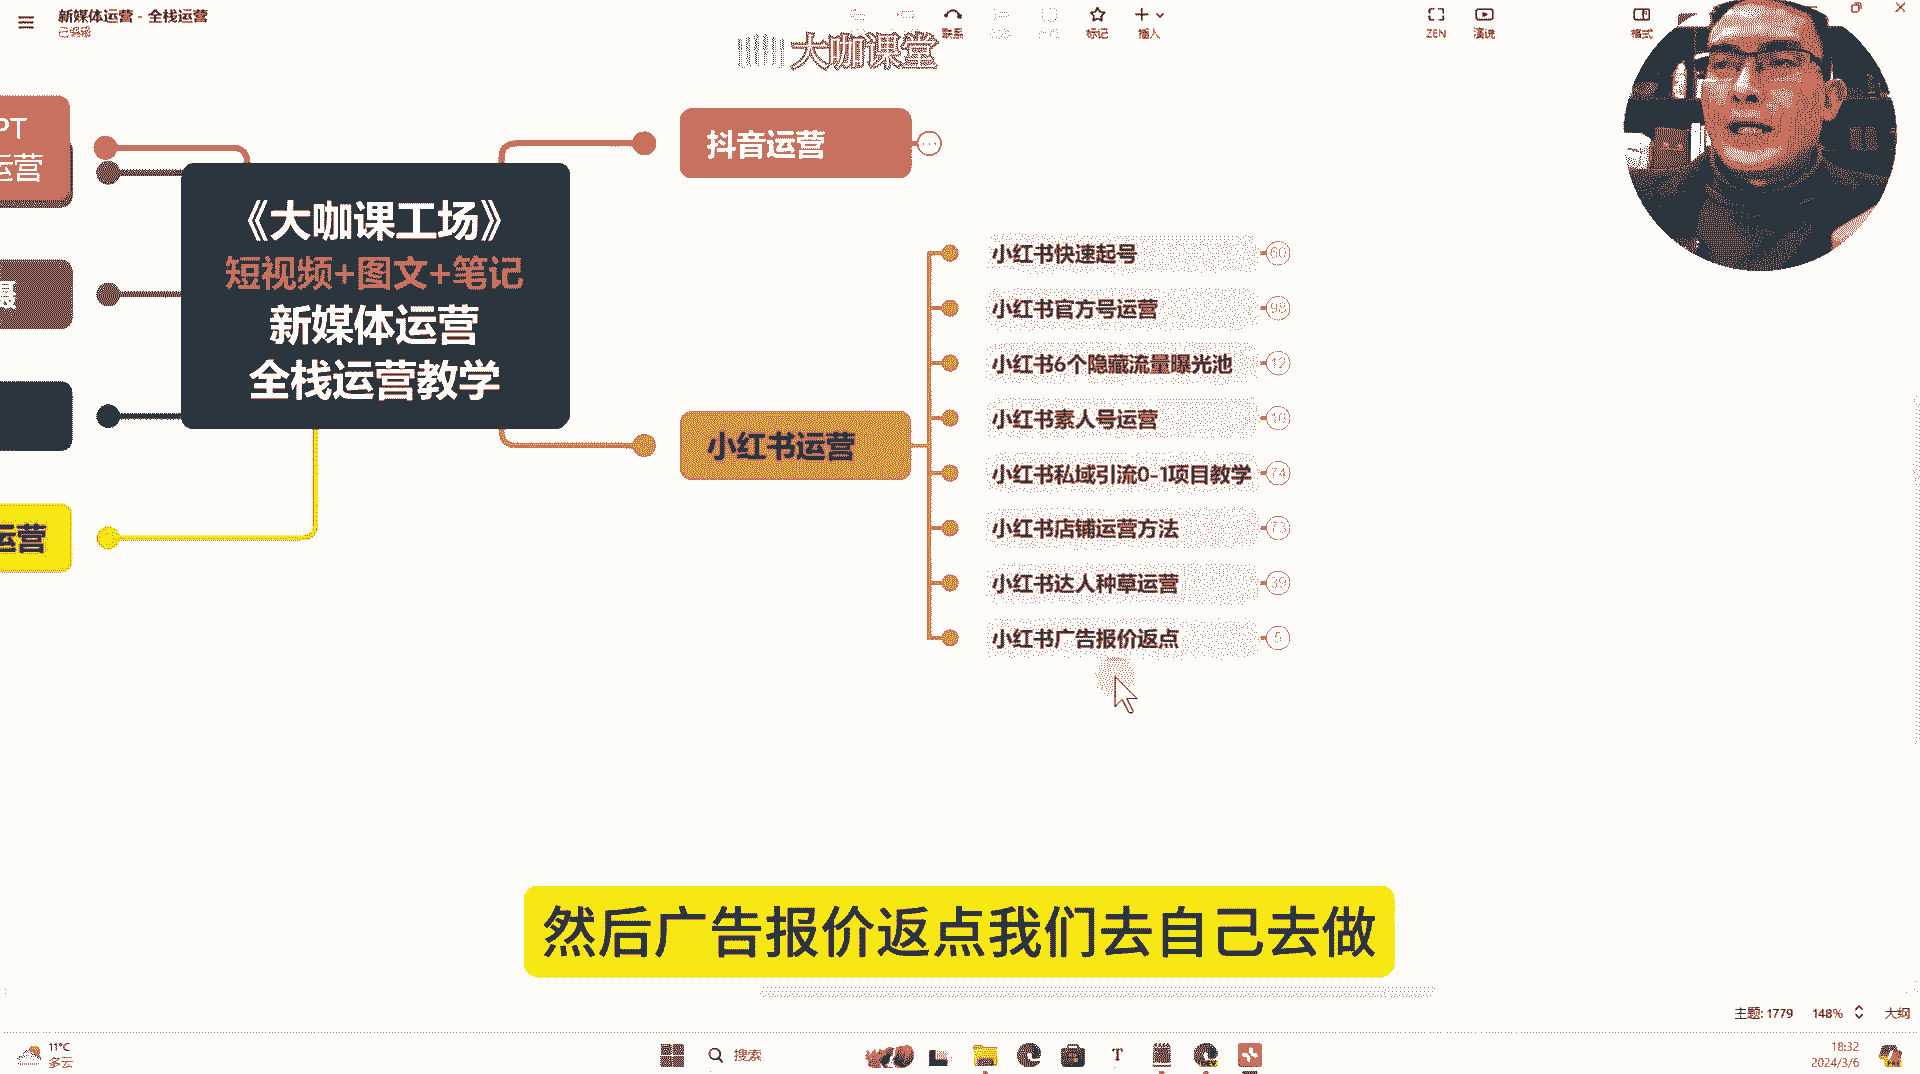 新媒体运营 - 全栈运营
已编辑
联系
标记
插入
ZEN
演说
格式
大咖课堂
PT
运营
抖音运营
《大咖课工场》
短视频+图文+笔记
新媒体运营
全栈运营教学
运营
小红书运营
小红书快速起号
60
小红书官方号运营
98
小红书6个隐藏流量曝光池
12
小红书素人号运营
16
小红书私域引流0-1项目教学
74
小红书店铺运营方法
73
小红书达人种草运营
39
小红书广告报价返点
5
然后广告报价返点我们去自己去做
主题: 1779
148%
大纲
11°C
多云
搜索
18:32
2024/3/6